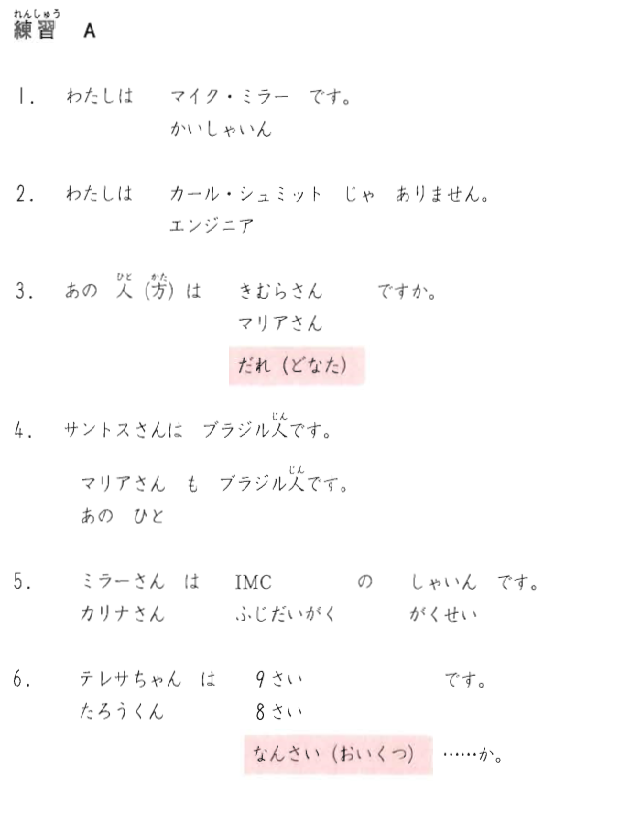 れんしゅう
練習 A
1. わたしは マイク・ミラー です。
かいしゃいん
2. わたしは カール・シュミット じゃ ありません。
エンジニア
ひと かた
3. あの 人（方）は きむらさん ですか。
マリアさん
だれ（どなた）
じん
4. サントスさんは ブラジル人です。
じん
マリアさん も ブラジル人です。
あの ひと
5. ミラーさん は IMC の しゃいん です。
カリナさん ふじだいがく がくせい
6. テレサちゃん は 9さい です。
たろうくん 8さい
なんさい（おいくつ） ……か。